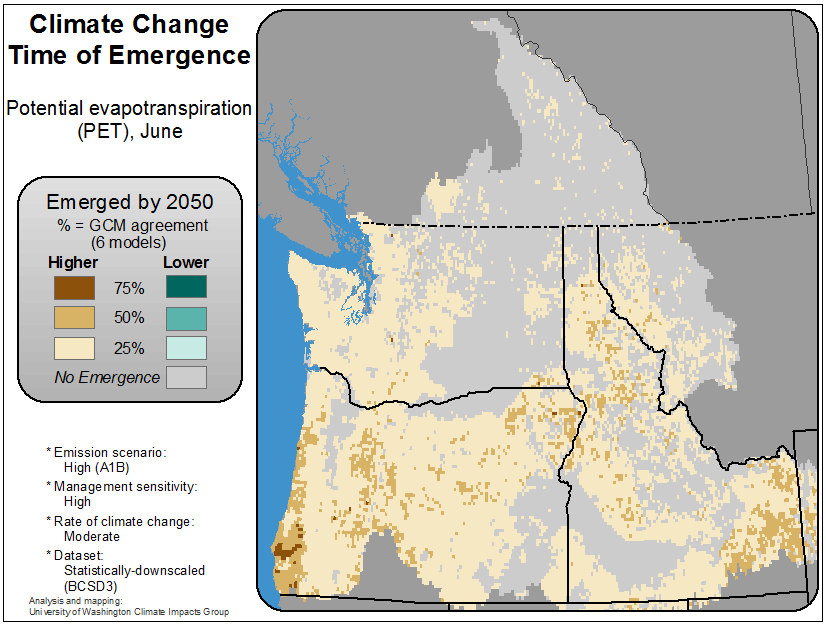 Climate Change
Time of Emergence
Potential evapotranspiration
(PET), June
Emerged by 2050
% = GCM agreement
(6 models)
Higher Lower
75%
50%
25%
No Emergence
* Emission scenario:
High (A1B)
* Management sensitivity:
High
* Rate of climate change:
Moderate
* Dataset:
Statistically-downscaled
(BCSD3)
Analysis and mapping:
University of Washington Climate Impacts Group